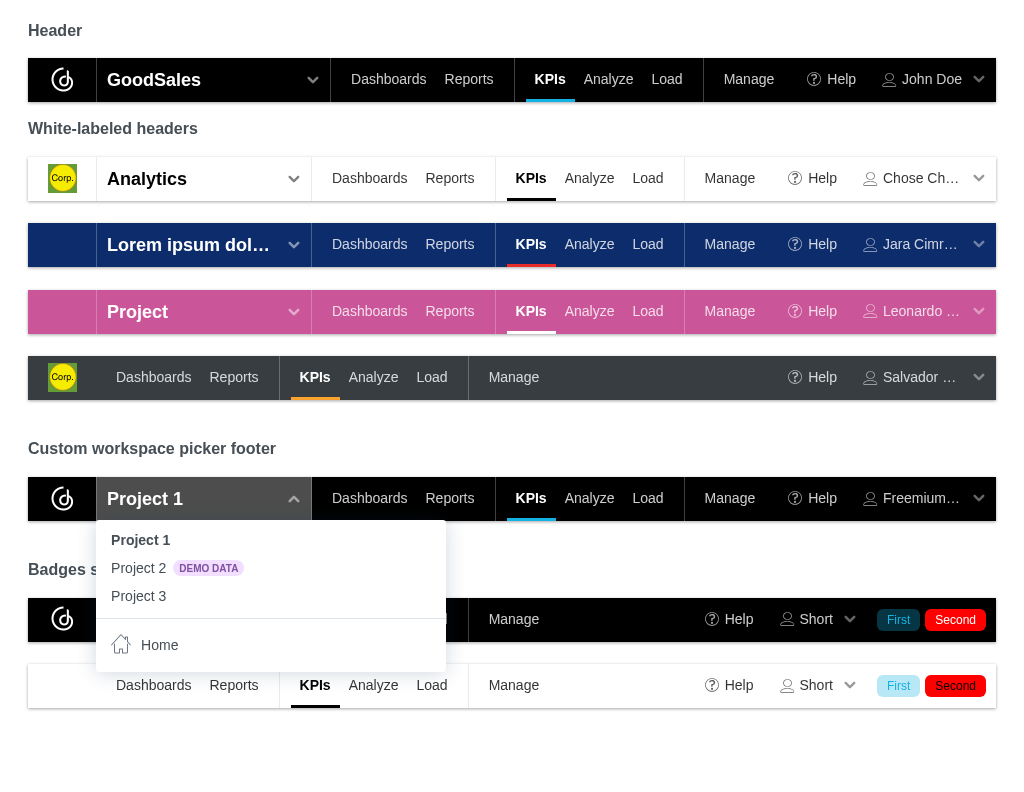 Header
GoodSales Dashboards Reports KPIs Analyze Load Manage Help John Doe
White-labeled headers
Corp. Analytics Dashboards Reports KPIs Analyze Load Manage Help Chose Ch…
Lorem ipsum dol… Dashboards Reports KPIs Analyze Load Manage Help Jara Cimr…
Project Dashboards Reports KPIs Analyze Load Manage Help Leonardo …
Corp. Dashboards Reports KPIs Analyze Load Manage Help Salvador …
Custom workspace picker footer
Project 1 Dashboards Reports KPIs Analyze Load Manage Help Freemium…
Project 1
Project 2 DEMO DATA
Badges
Project 3
Manage Help Short First Second
Home
Dashboards Reports KPIs Analyze Load Manage Help Short First Second